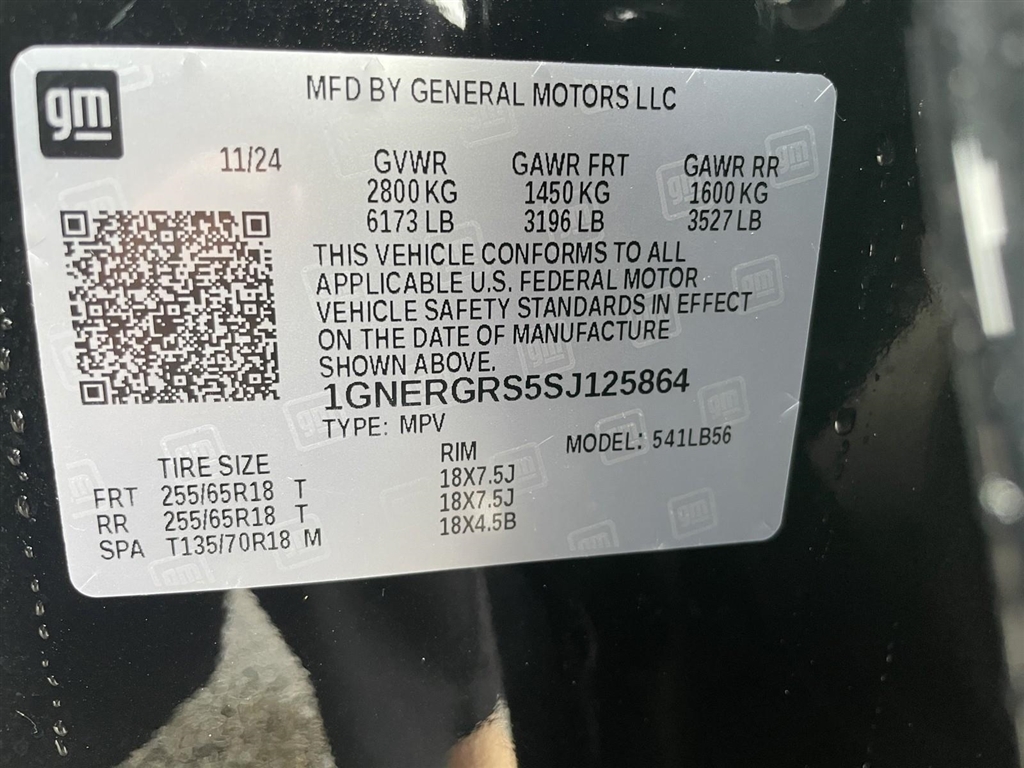 gm
MFD BY GENERAL MOTORS LLC
11/24 GVWR GAWR FRT GAWR RR
2800 KG 1450 KG 1600 KG
6173 LB 3196 LB 3527 LB
THIS VEHICLE CONFORMS TO ALL
APPLICABLE U.S. FEDERAL MOTOR
VEHICLE SAFETY STANDARDS IN EFFECT
ON THE DATE OF MANUFACTURE
SHOWN ABOVE.
1GNERGRS5SJ125864
TYPE: MPV MODEL: 541LB56
TIRE SIZE RIM
FRT 255/65R18 T 18X7.5J
RR 255/65R18 T 18X7.5J
SPA T135/70R18 M 18X4.5B